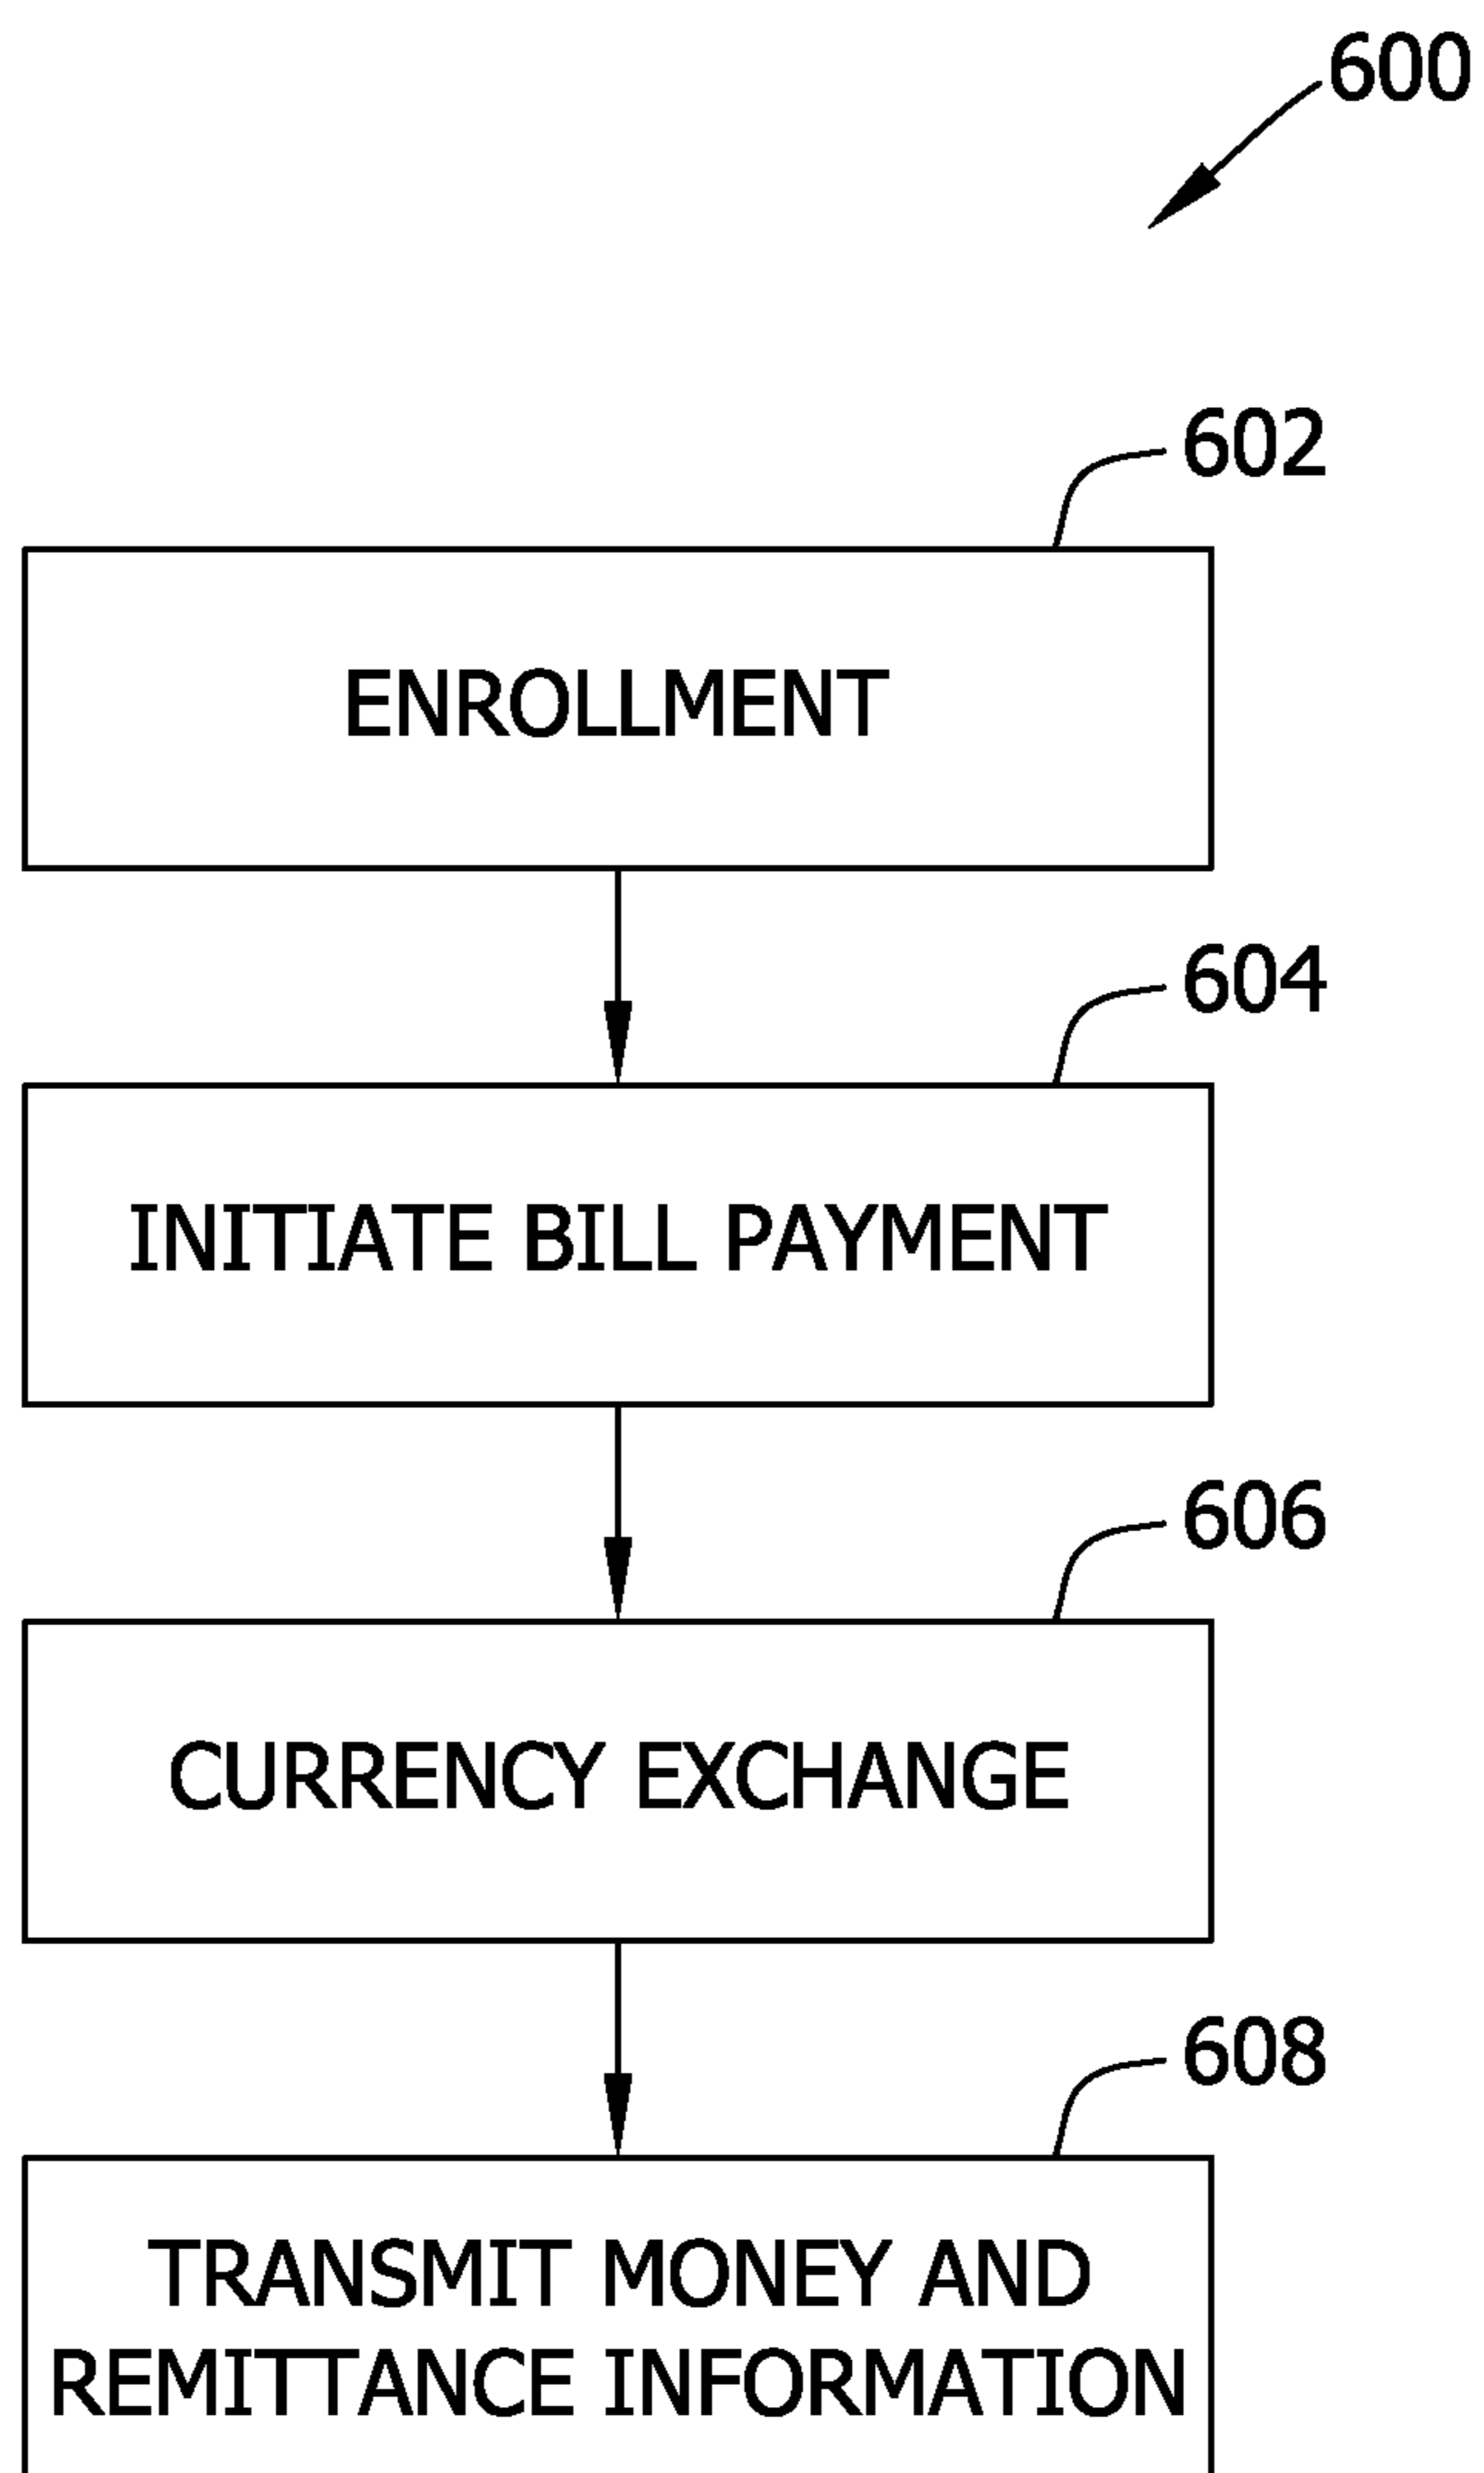 600
602
ENROLLMENT
604
INITIATE BILL PAYMENT
606
CURRENCY EXCHANGE
608
TRANSMIT MONEY AND
REMITTANCE INFORMATION